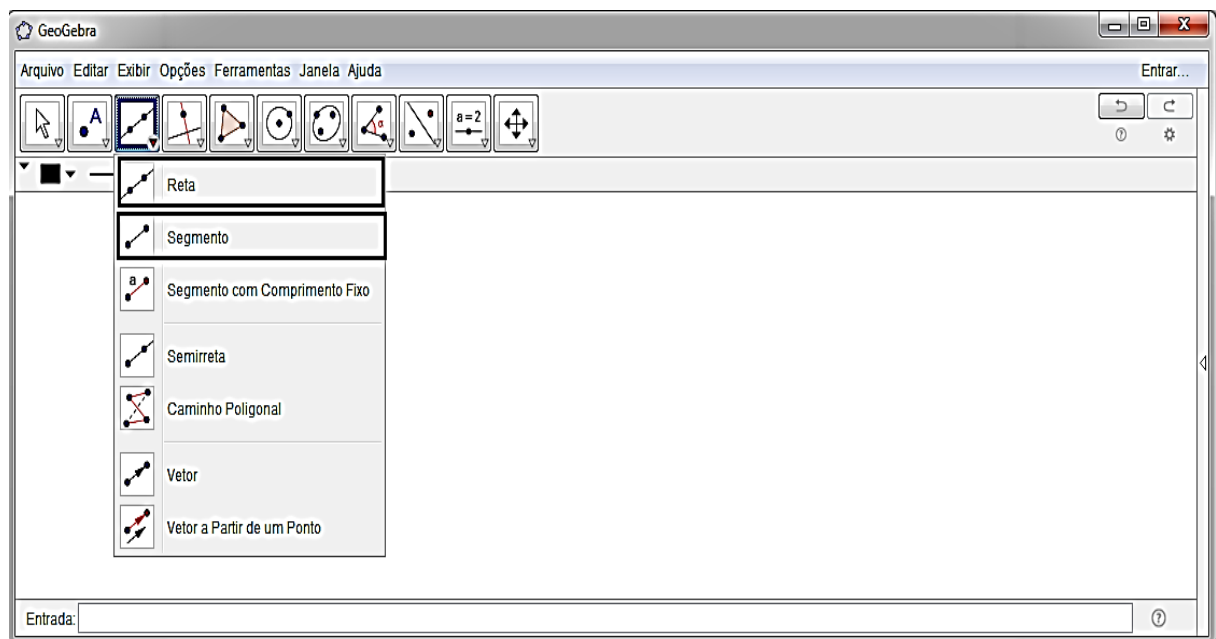 GeoGebra
Arquivo Editar Exibir Opções Ferramentas Janela Ajuda Entrar...
A α a=2
Reta
Segmento
a
Segmento com Comprimento Fixo
Semirreta
Caminho Poligonal
Vetor
Vetor a Partir de um Ponto
Entrada: